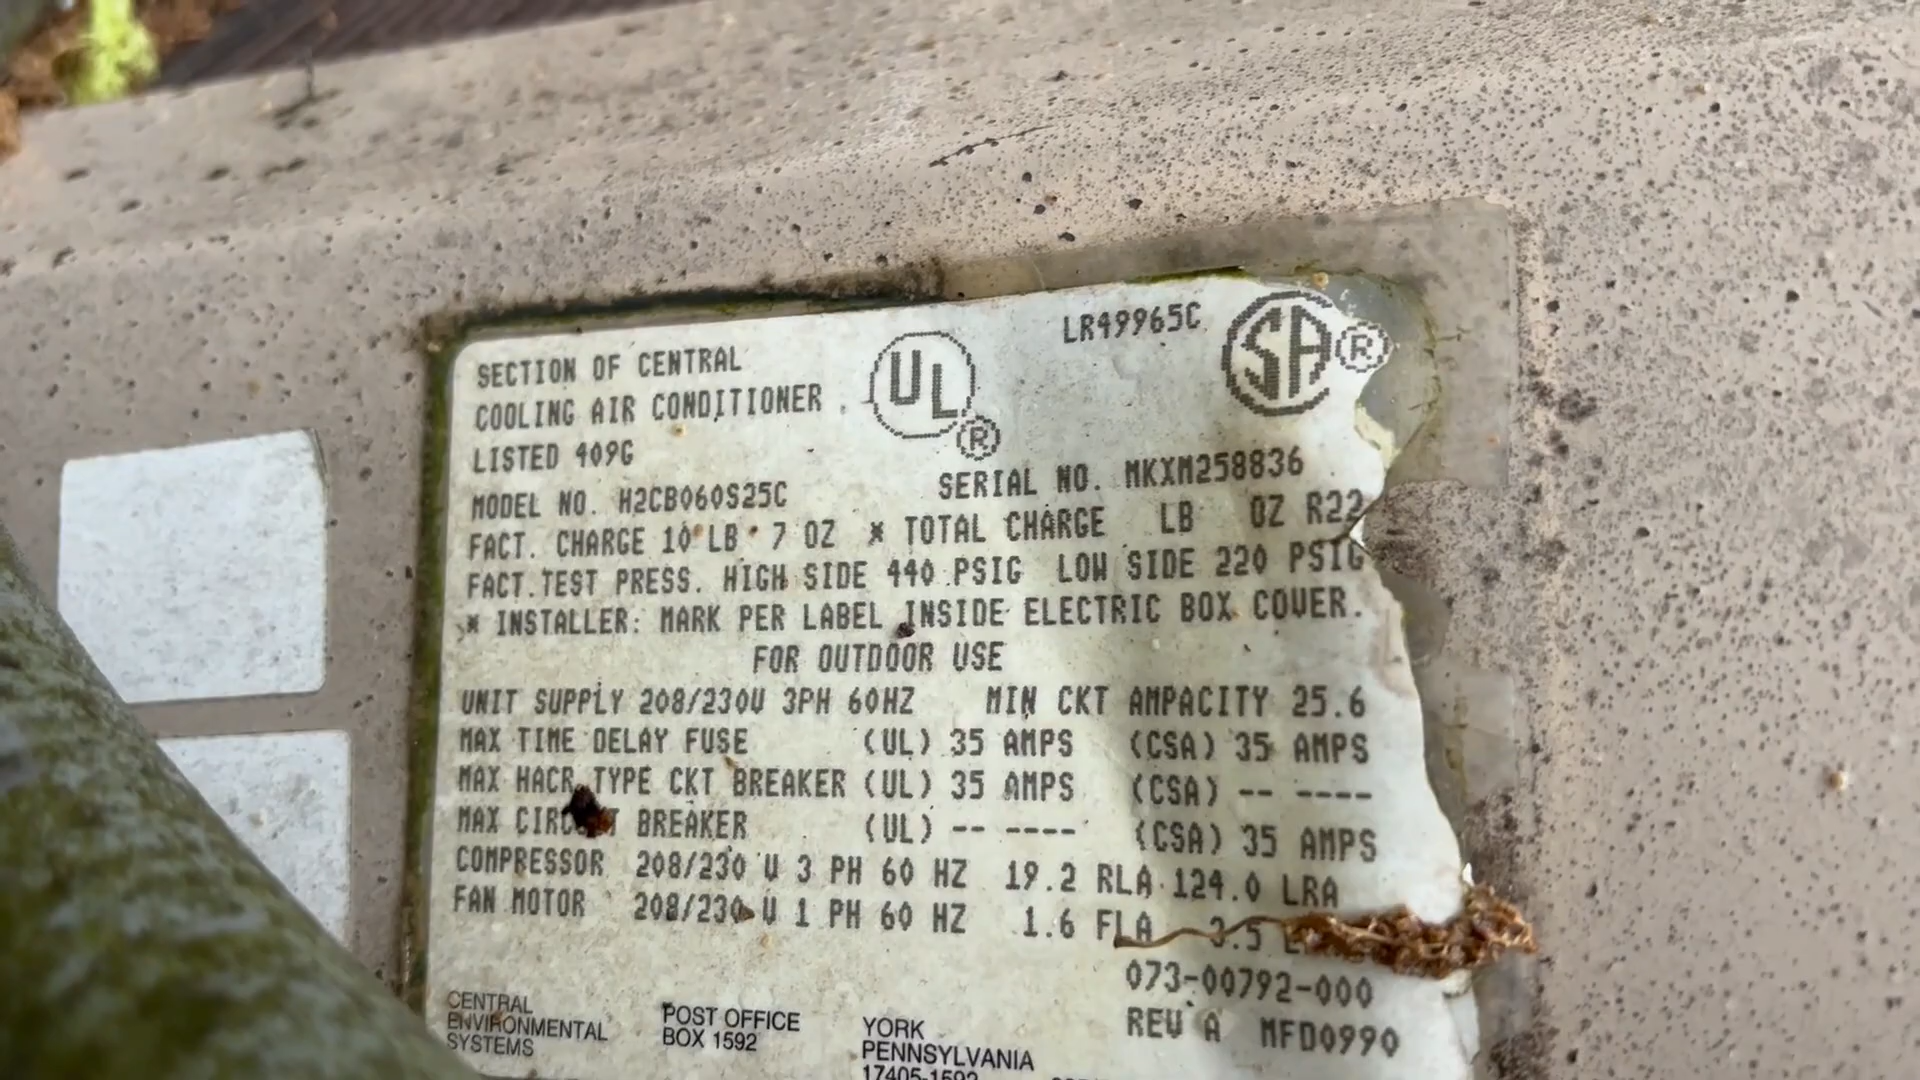 LR49965C
SA ®
SECTION OF CENTRAL
COOLING AIR CONDITIONER
UL ®
LISTED 409G
MODEL NO. H2CB060S25C SERIAL NO. MKXM258836
FACT. CHARGE 10 LB 7 OZ * TOTAL CHARGE LB OZ R22
FACT.TEST PRESS. HIGH SIDE 440 PSIG LOW SIDE 220 PSIG
* INSTALLER: MARK PER LABEL INSIDE ELECTRIC BOX COVER.
FOR OUTDOOR USE
UNIT SUPPLY 208/230V 3PH 60HZ MIN CKT AMPACITY 25.6
MAX TIME DELAY FUSE (UL) 35 AMPS (CSA) 35 AMPS
MAX HACR TYPE CKT BREAKER (UL) 35 AMPS (CSA) -- ----
MAX CIRCUIT BREAKER (UL) -- ---- (CSA) 35 AMPS
COMPRESSOR 208/230 V 3 PH 60 HZ 19.2 RLA 124.0 LRA
FAN MOTOR 208/230 V 1 PH 60 HZ 1.6 FLA 3.5
073-00792-000
REV A MFD0990
CENTRAL
ENVIRONMENTAL
SYSTEMS
POST OFFICE
BOX 1592
YORK
PENNSYLVANIA
17405-1592